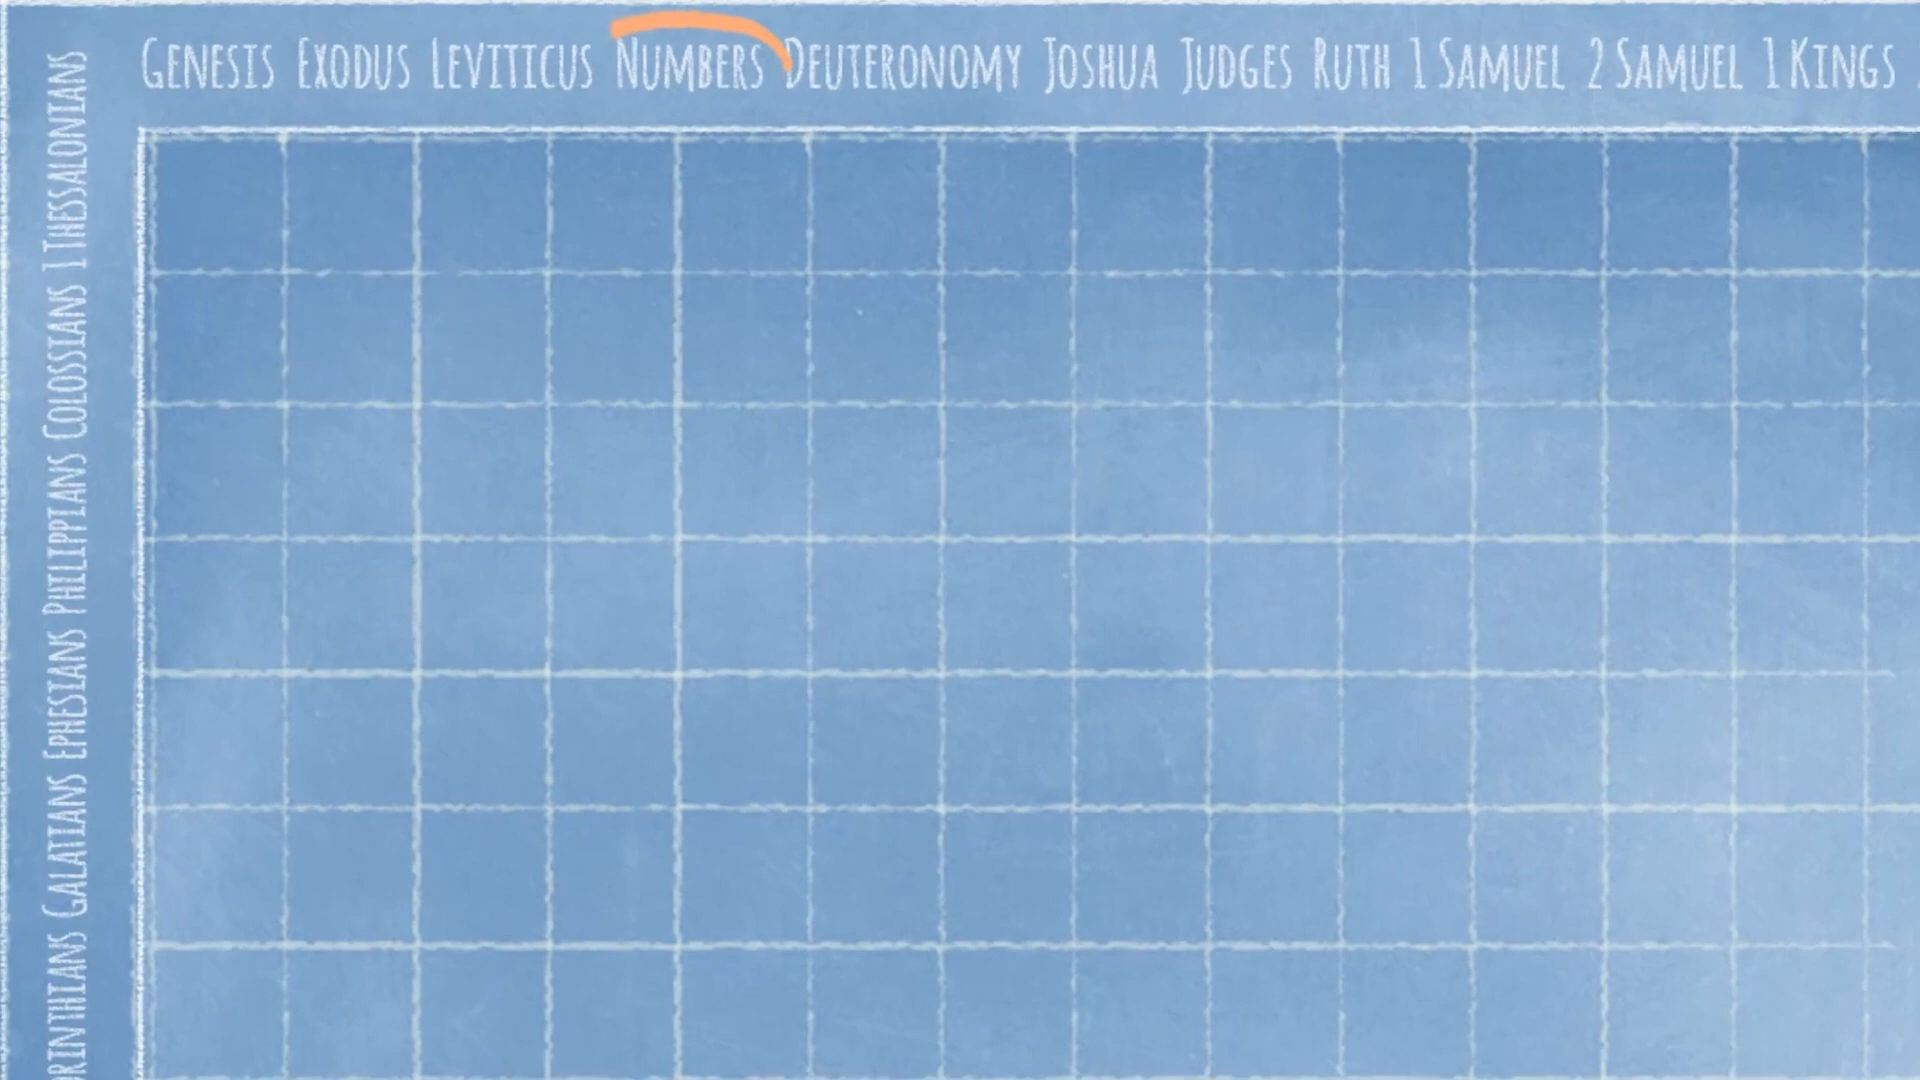 Genesis Exodus Leviticus Numbers Deuteronomy Joshua Judges Ruth 1 Samuel 2 Samuel 1 Kings
Galatians Ephesians Philippians Colossians 1 Thessalonians